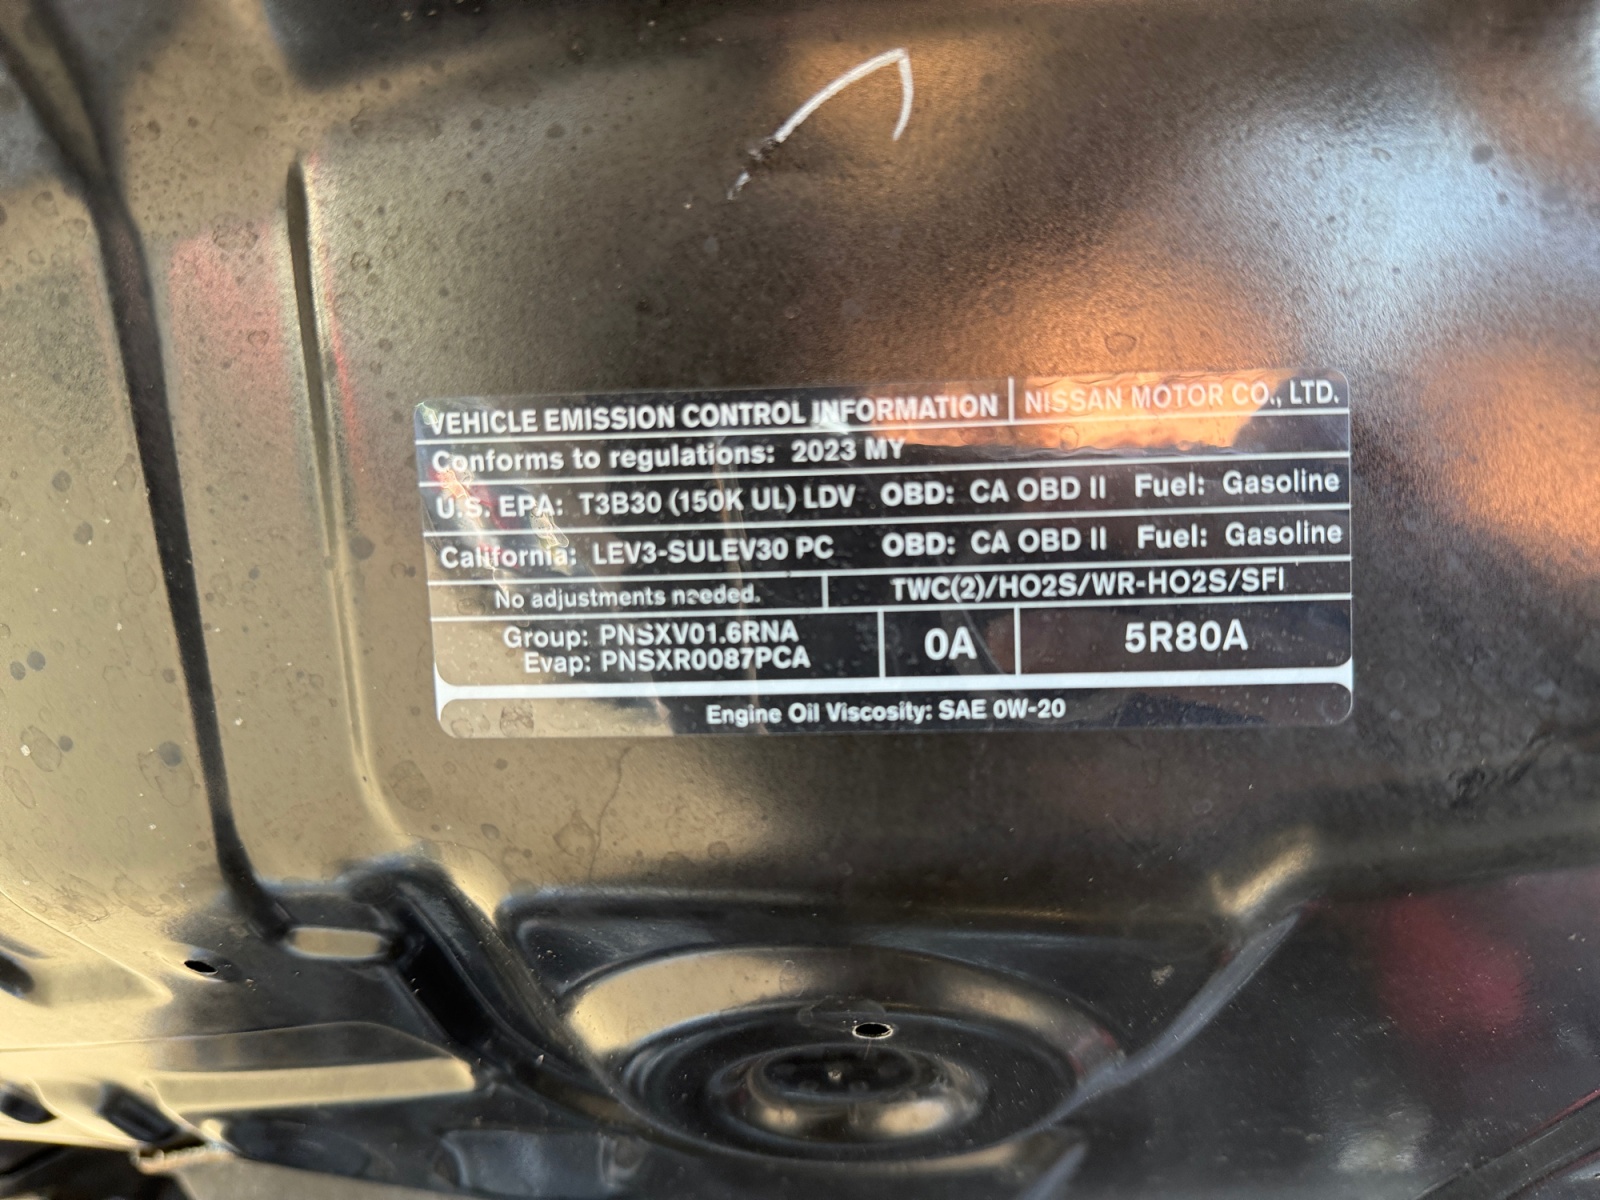 VEHICLE EMISSION CONTROL INFORMATION NISSAN MOTOR CO., LTD.
Conforms to regulations: 2023 MY
U.S. EPA: T3B30 (150K UL) LDV OBD: CA OBD II Fuel: Gasoline
California: LEV3-SULEV30 PC OBD: CA OBD II Fuel: Gasoline
No adjustments needed. TWC(2)/HO2S/WR-HO2S/SFI
Group: PNSXV01.6RNA
Evap: PNSXR0087PCA
0A
5R80A
Engine Oil Viscosity: SAE 0W-20